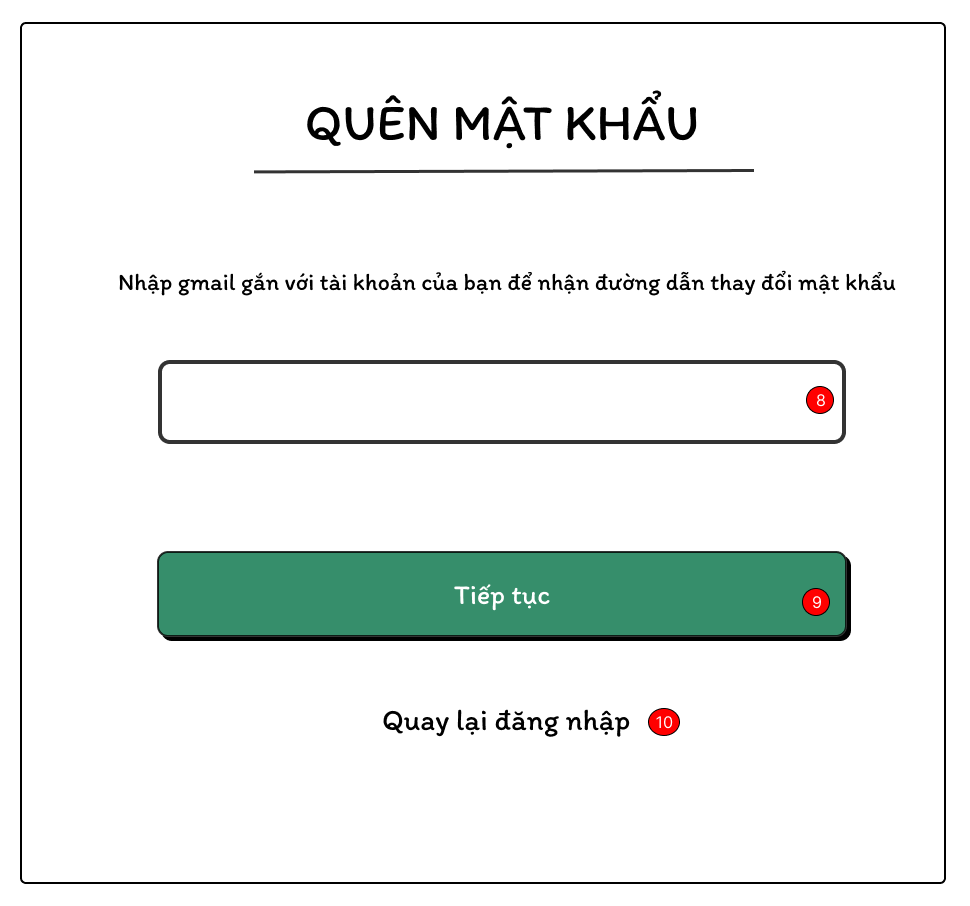 QUÊN MẬT KHẨU
Nhập gmail gắn với tài khoản của bạn để nhận đường dẫn thay đổi mật khẩu
8
Tiếp tục
9
Quay lại đăng nhập 10